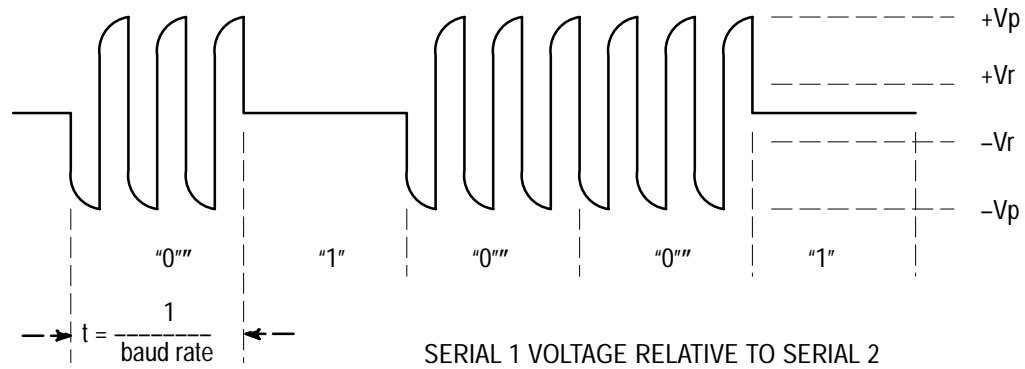 +Vp
+Vr
–Vr
–Vp
"0"" "1" "0"" "0"" "1"
t = 1
baud rate
SERIAL 1 VOLTAGE RELATIVE TO SERIAL 2